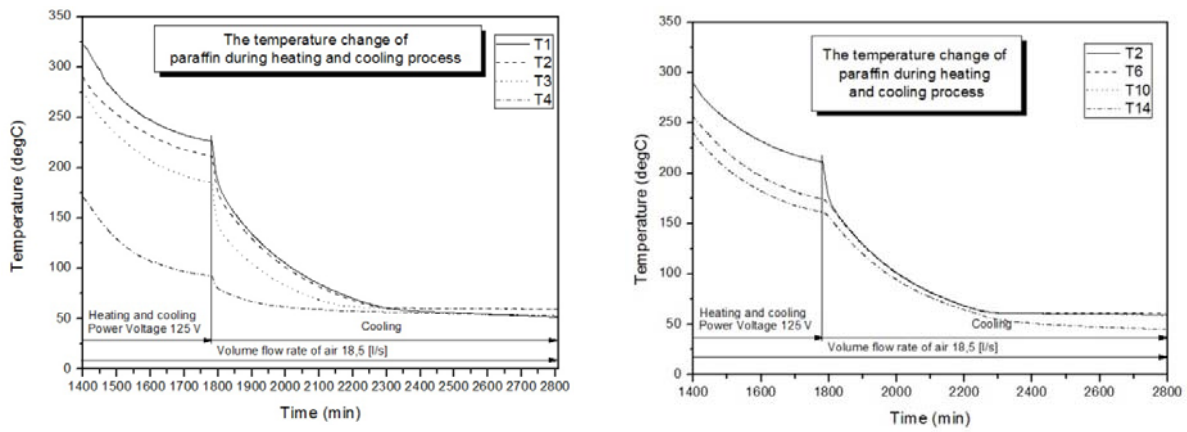 350
300
250
200
150
100
50
0
Temperature (degC)
The temperature change of
paraffin during heating and cooling process
T1
T2
T3
T4
Heating and cooling
Power Voltage 125 V
Cooling
Volume flow rate of air 18,5 [l/s]
1400 1500 1600 1700 1800 1900 2000 2100 2200 2300 2400 2500 2600 2700 2800
Time (min)
350
300
250
200
150
100
50
0
Temperature (degC)
The temperature change of
paraffin during heating
and cooling process
T2
T6
T10
T14
Heating and cooling
Power Voltage 125 V
Cooling
Volume flow rate of air 18,5 [l/s]
1400 1600 1800 2000 2200 2400 2600 2800
Time (min)